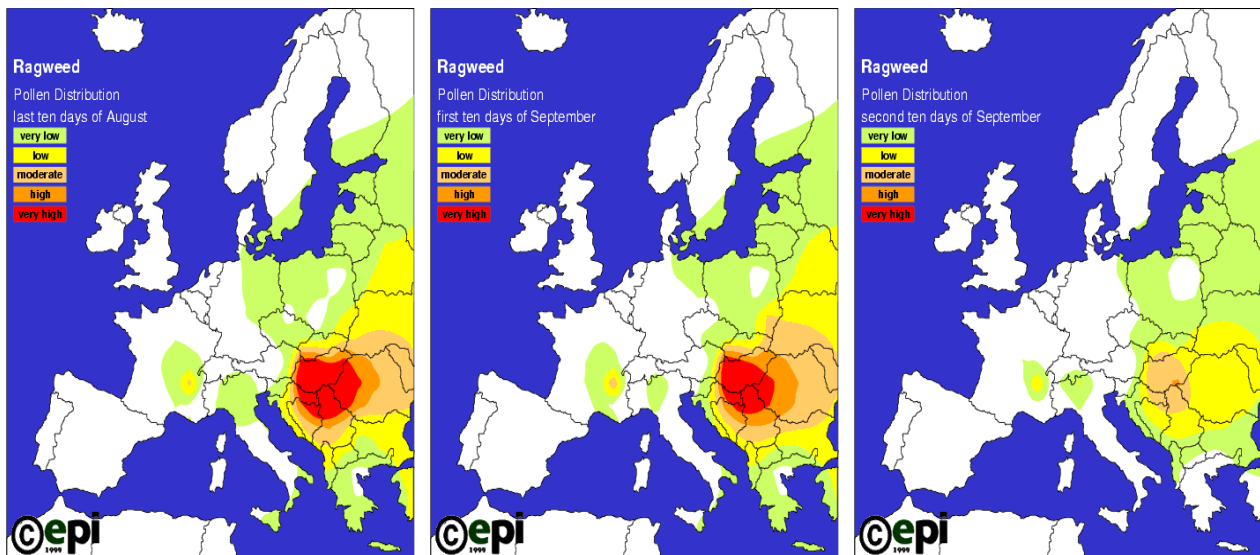 Ragweed
Pollen Distribution
last ten days of August
very low
low
moderate
high
very high
©epi
1999
Ragweed
Pollen Distribution
first ten days of September
very low
low
moderate
high
very high
©epi
1999
Ragweed
Pollen Distribution
second ten days of September
very low
low
moderate
high
very high
©epi
1999